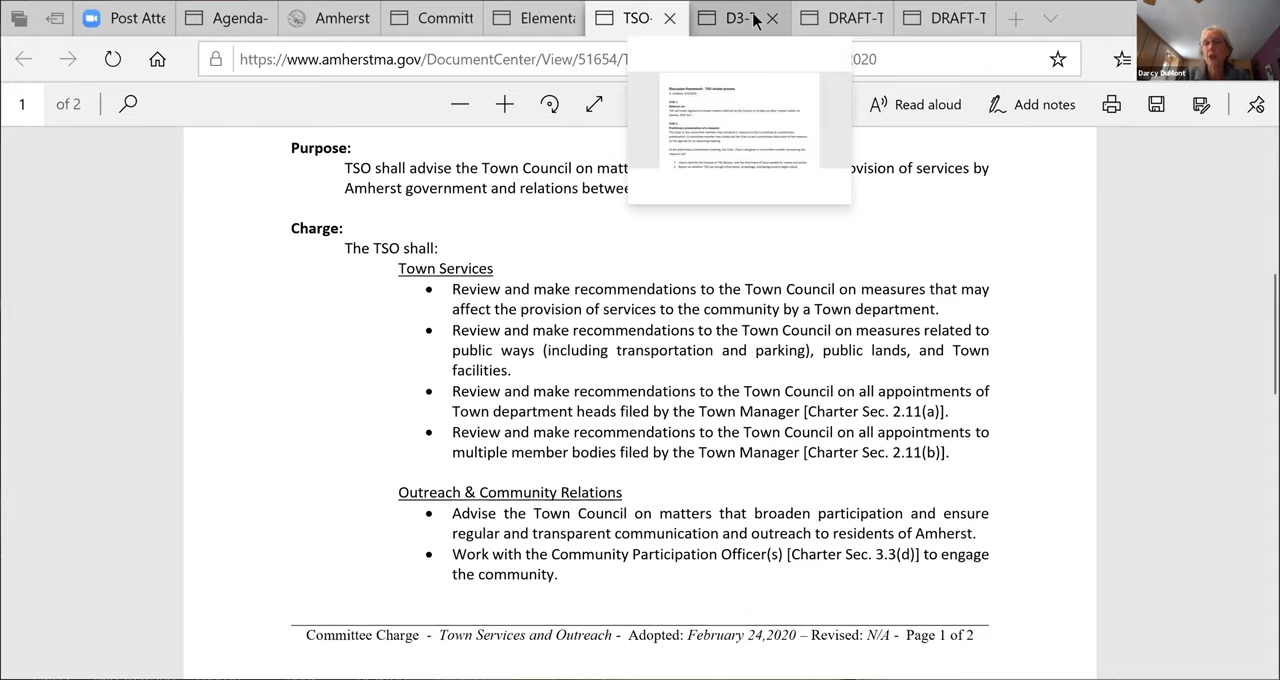 Post Atte
Agenda-
Amherst
Committ
Elementa
TSO-
D3-T
DRAFT-T
DRAFT-T
https://www.amherstma.gov/DocumentCenter/View/51654/T
020
Darcy DuMont
1 of 2
Read aloud
Add notes
Discussion framework - TSO review process
Purpose:
TSO shall advise the Town Council on matt
ovision of services by
Amherst government and relations betwee
Charge:
The TSO shall:
Town Services
• Review and make recommendations to the Town Council on measures that may
affect the provision of services to the community by a Town department.
• Review and make recommendations to the Town Council on measures related to
public ways (including transportation and parking), public lands, and Town
facilities.
• Review and make recommendations to the Town Council on all appointments of
Town department heads filed by the Town Manager [Charter Sec. 2.11(a)].
• Review and make recommendations to the Town Council on all appointments to
multiple member bodies filed by the Town Manager [Charter Sec. 2.11(b)].
Outreach & Community Relations
• Advise the Town Council on matters that broaden participation and ensure
regular and transparent communication and outreach to residents of Amherst.
• Work with the Community Participation Officer(s) [Charter Sec. 3.3(d)] to engage
the community.
Committee Charge - Town Services and Outreach - Adopted: February 24,2020 – Revised: N/A - Page 1 of 2